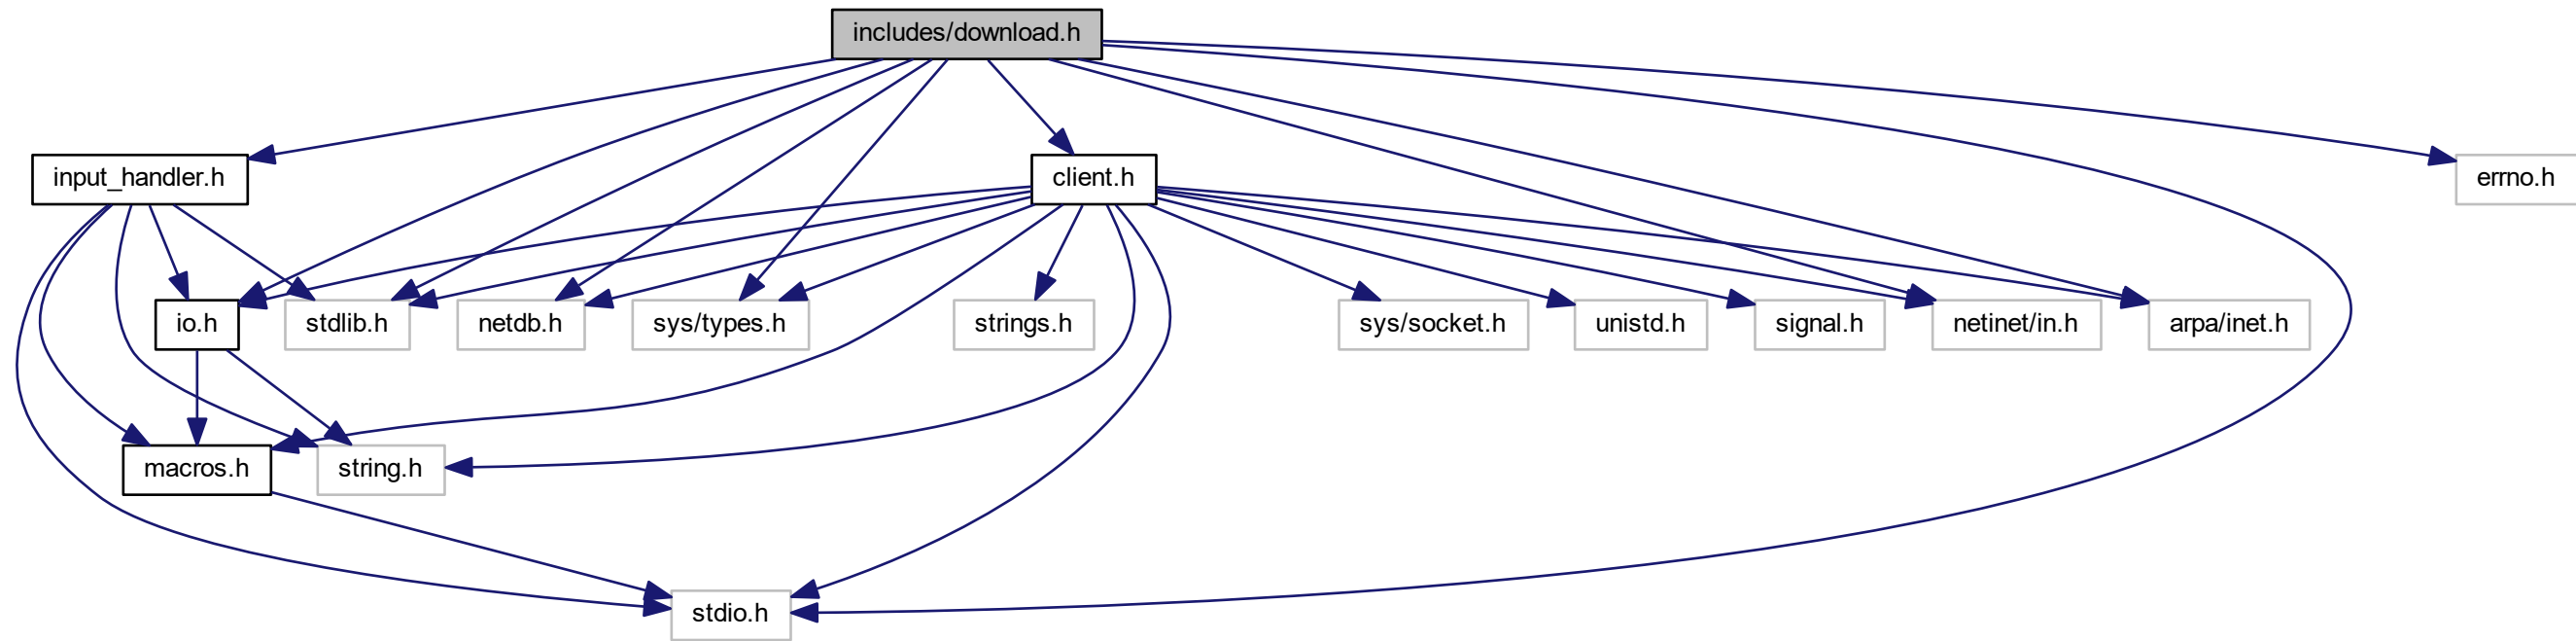 includes/download.h
input_handler.h
client.h
errno.h
io.h
stdlib.h
netdb.h
sys/types.h
strings.h
sys/socket.h
unistd.h
signal.h
netinet/in.h
arpa/inet.h
macros.h
string.h
stdio.h